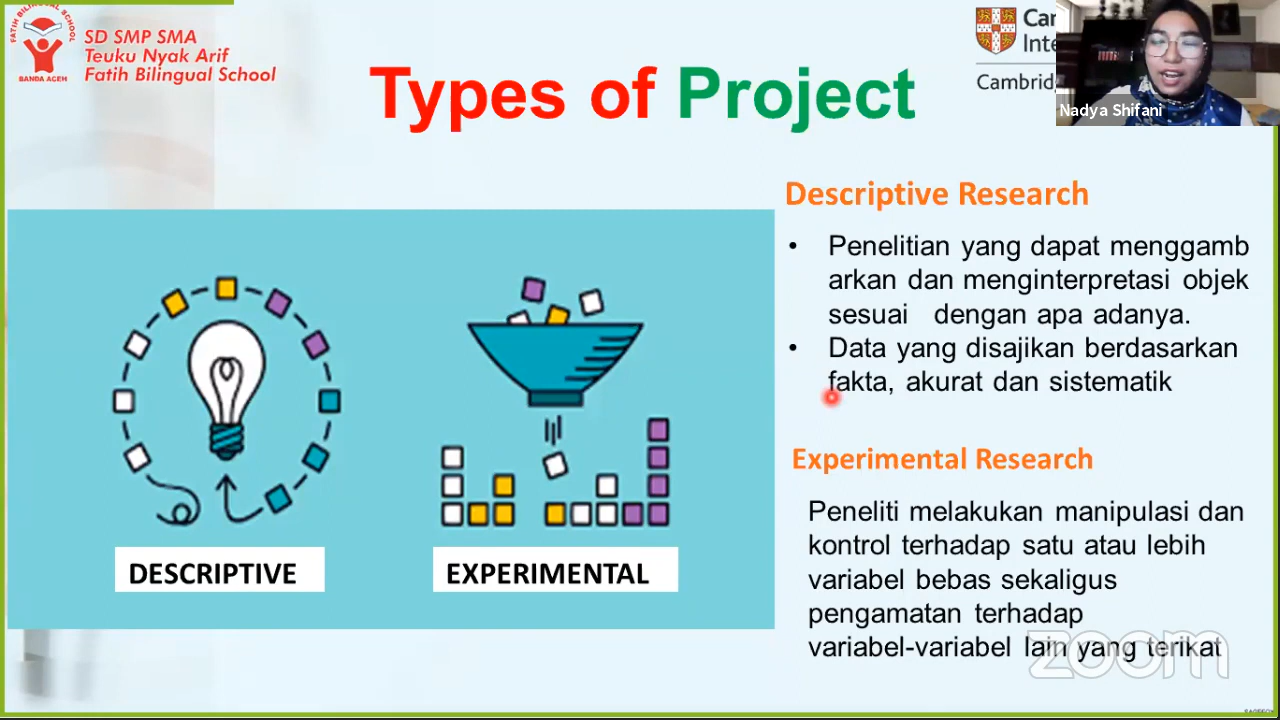 FATIH BILINGUAL SCHOOL
BANDA ACEH
SD SMP SMA
Teuku Nyak Arif
Fatih Bilingual School
Types of Project
Cambrid
Nadya Shifani
Descriptive Research
• Penelitian yang dapat menggamb
arkan dan menginterpretasi objek
sesuai dengan apa adanya.
• Data yang disajikan berdasarkan
fakta, akurat dan sistematik
Experimental Research
Peneliti melakukan manipulasi dan
kontrol terhadap satu atau lebih
variabel bebas sekaligus
pengamatan terhadap
variabel-variabel lain yang terikat
DESCRIPTIVE
EXPERIMENTAL
zoom